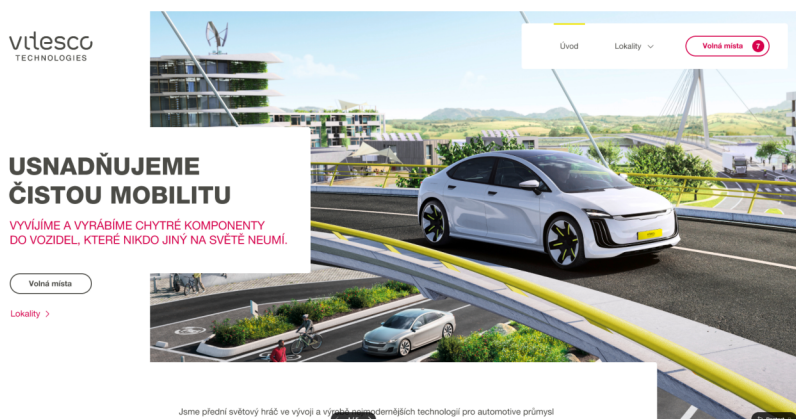 vitesco
TECHNOLOGIES
Úvod
Lokality
Volná místa
7
USNADŇUJEME
ČISTOU MOBILITU
VYVÍJÍME A VYRÁBÍME CHYTRÉ KOMPONENTY
DO VOZIDEL, KTERÉ NIKDO JINÝ NA SVĚTĚ NEUMÍ.
Volná místa
Lokality
Jsme přední světový hráč ve vývoji a výrobě nejmodernějších technologií pro automotive průmysl